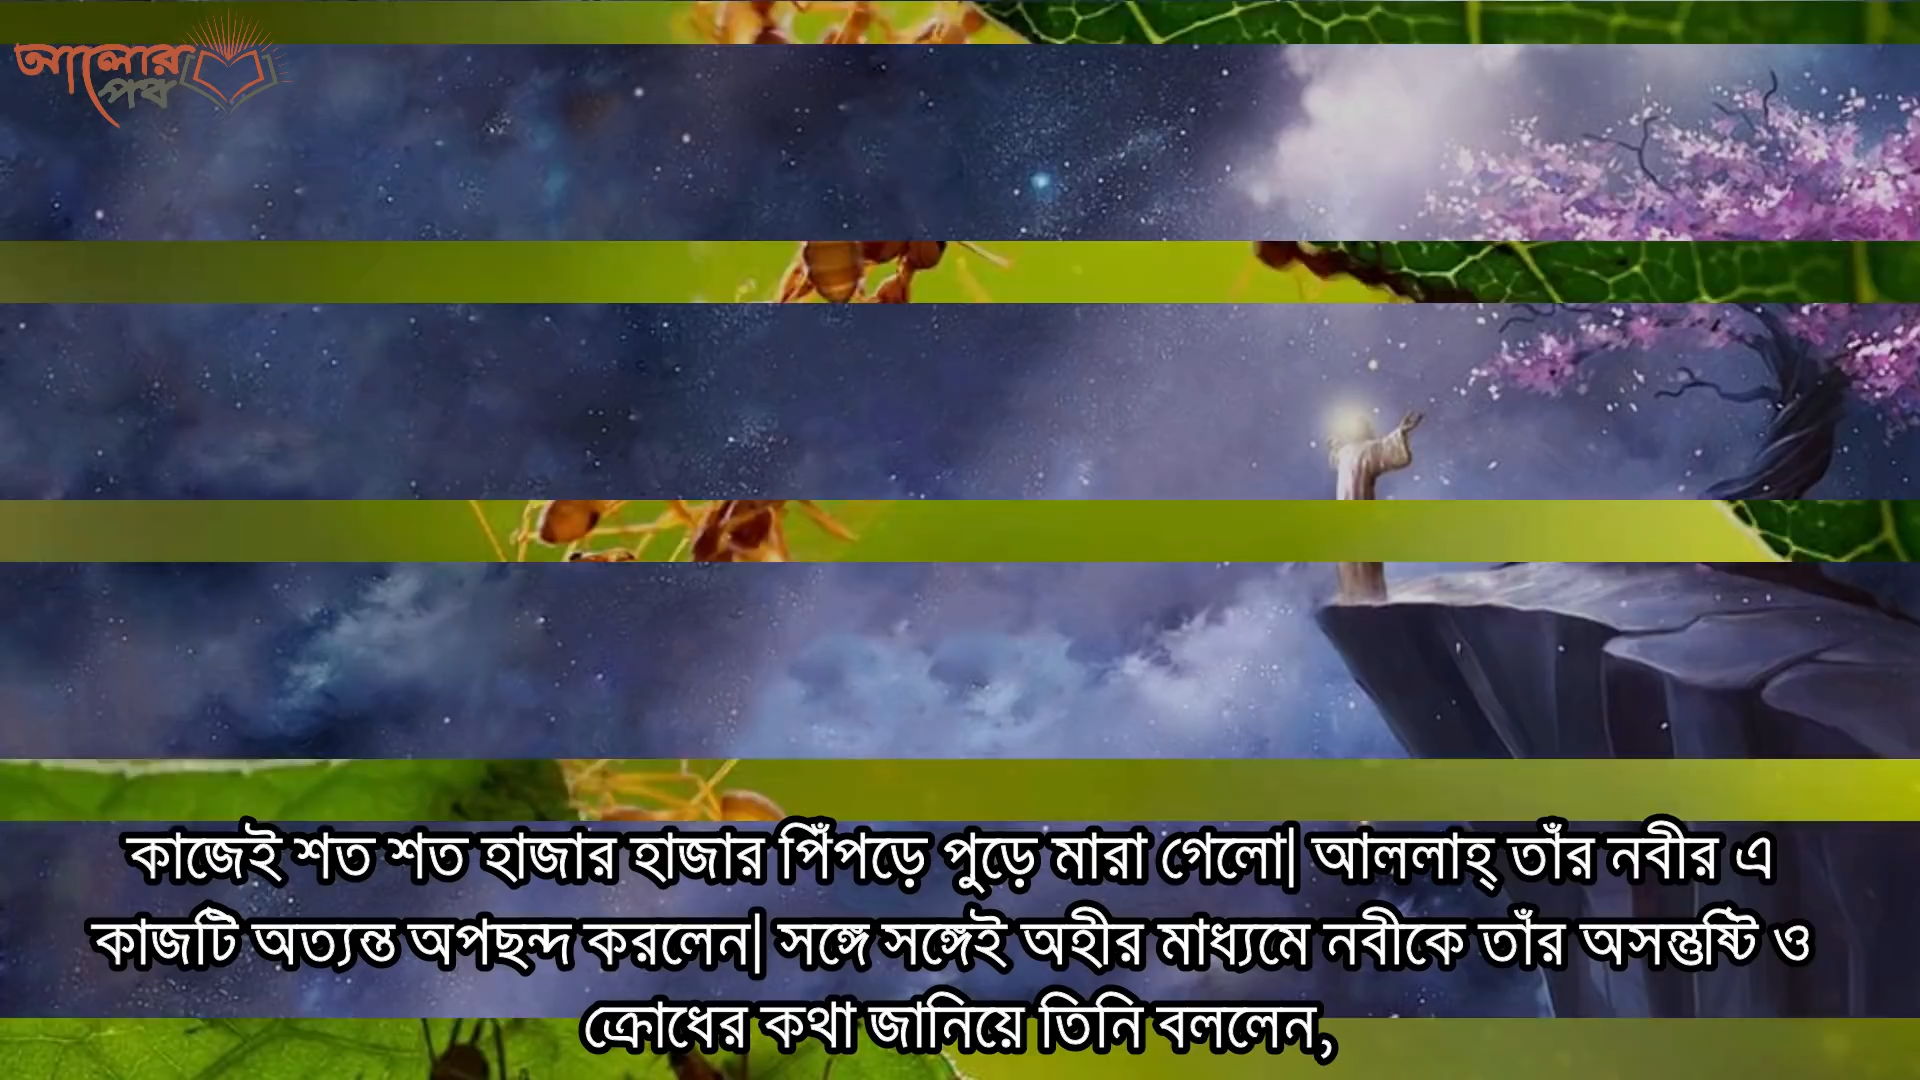 আলোর
পথ
কাজেই শত শত হাজার হাজার পিঁপড়ে পুড়ে মারা গেলো| আললাহ্ তাঁর নবীর এ
কাজটি অত্যন্ত অপছন্দ করলেন| সঙ্গে সঙ্গেই অহীর মাধ্যমে নবীকে তাঁর অসন্তুষ্টি ও
ক্রোধের কথা জানিয়ে তিনি বললেন,